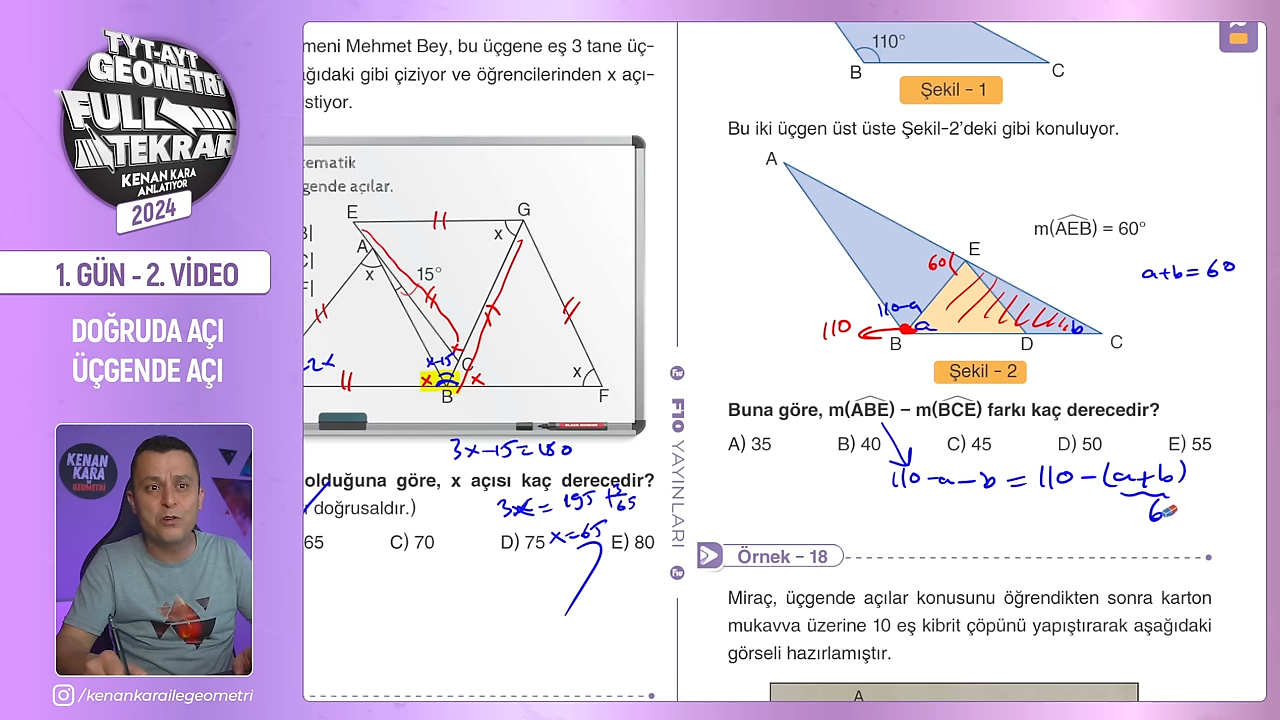 TYT-AYT
GEOMETRİ
FULL
TEKRAR
KENAN KARA
ANLATIYOR
2024
1. GÜN - 2. VİDEO
DOĞRUDA AÇI
ÜÇGENDE AÇI
KENAN
KARA
GEOMETRİ
/kenankarailegeometri
meni Mehmet Bey, bu üçgene eş 3 tane üç-
ağıdaki gibi çiziyor ve öğrencilerinden x açı-
stiyor.
tematik
gende açılar.
E
G
A
x
x
15°
x-15
C
x
x
B
x
F
3x-15=180
olduğuna göre, x açısı kaç derecedir?
doğrusaldır.)
3x = 195
65
x=65
65
C) 70
D) 75
E) 80
F10 YAYINLARI
110°
B
C
Şekil - 1
Bu iki üçgen üst üste Şekil-2'deki gibi konuluyor.
A
E
m(AEB) = 60°
60
a+b=60
110-a
110
a
b
B
D
C
Şekil - 2
Buna göre, m(ABE) – m(BCE) farkı kaç derecedir?
A) 35
B) 40
C) 45
D) 50
E) 55
110-a-b = 110-(a+b)
6
Örnek - 18
Miraç, üçgende açılar konusunu öğrendikten sonra karton
mukavva üzerine 10 eş kibrit çöpünü yapıştırarak aşağıdaki
görseli hazırlamıştır.
A